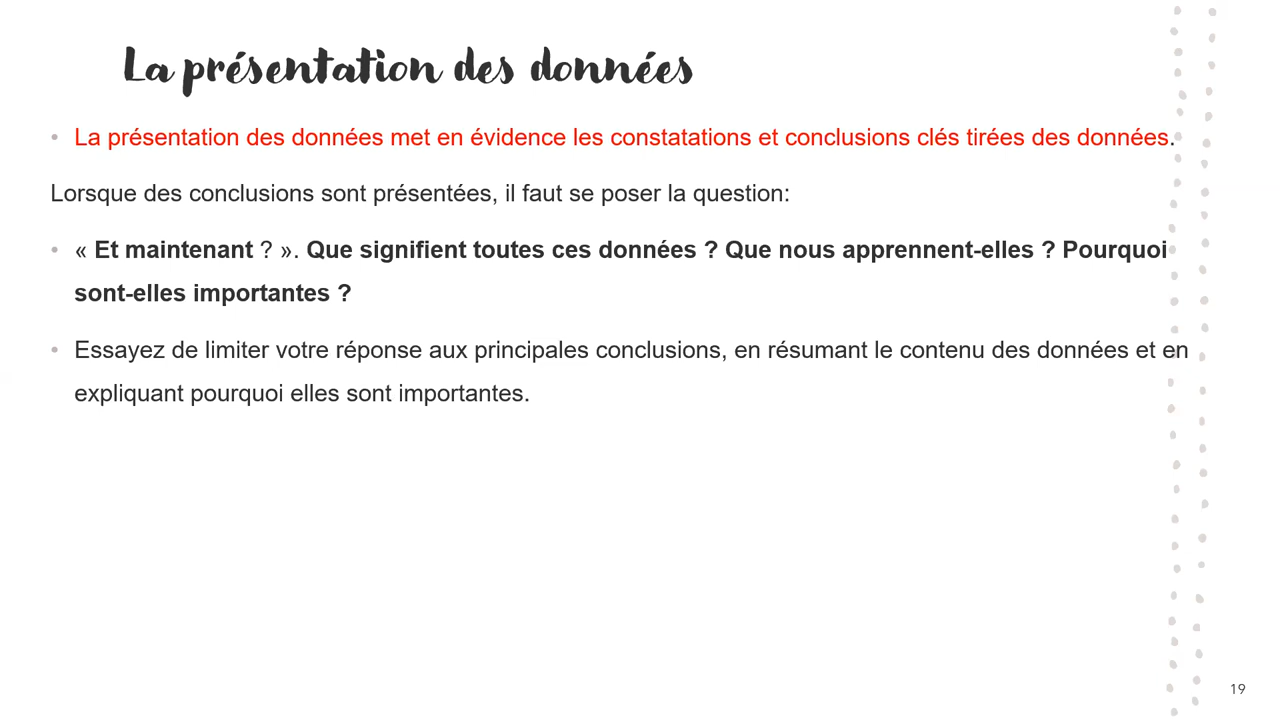 La présentation des données
• La présentation des données met en évidence les constatations et conclusions clés tirées des données.
Lorsque des conclusions sont présentées, il faut se poser la question:
• « Et maintenant ? ». Que signifient toutes ces données ? Que nous apprennent-elles ? Pourquoi
sont-elles importantes ?
• Essayez de limiter votre réponse aux principales conclusions, en résumant le contenu des données et en
expliquant pourquoi elles sont importantes.
19